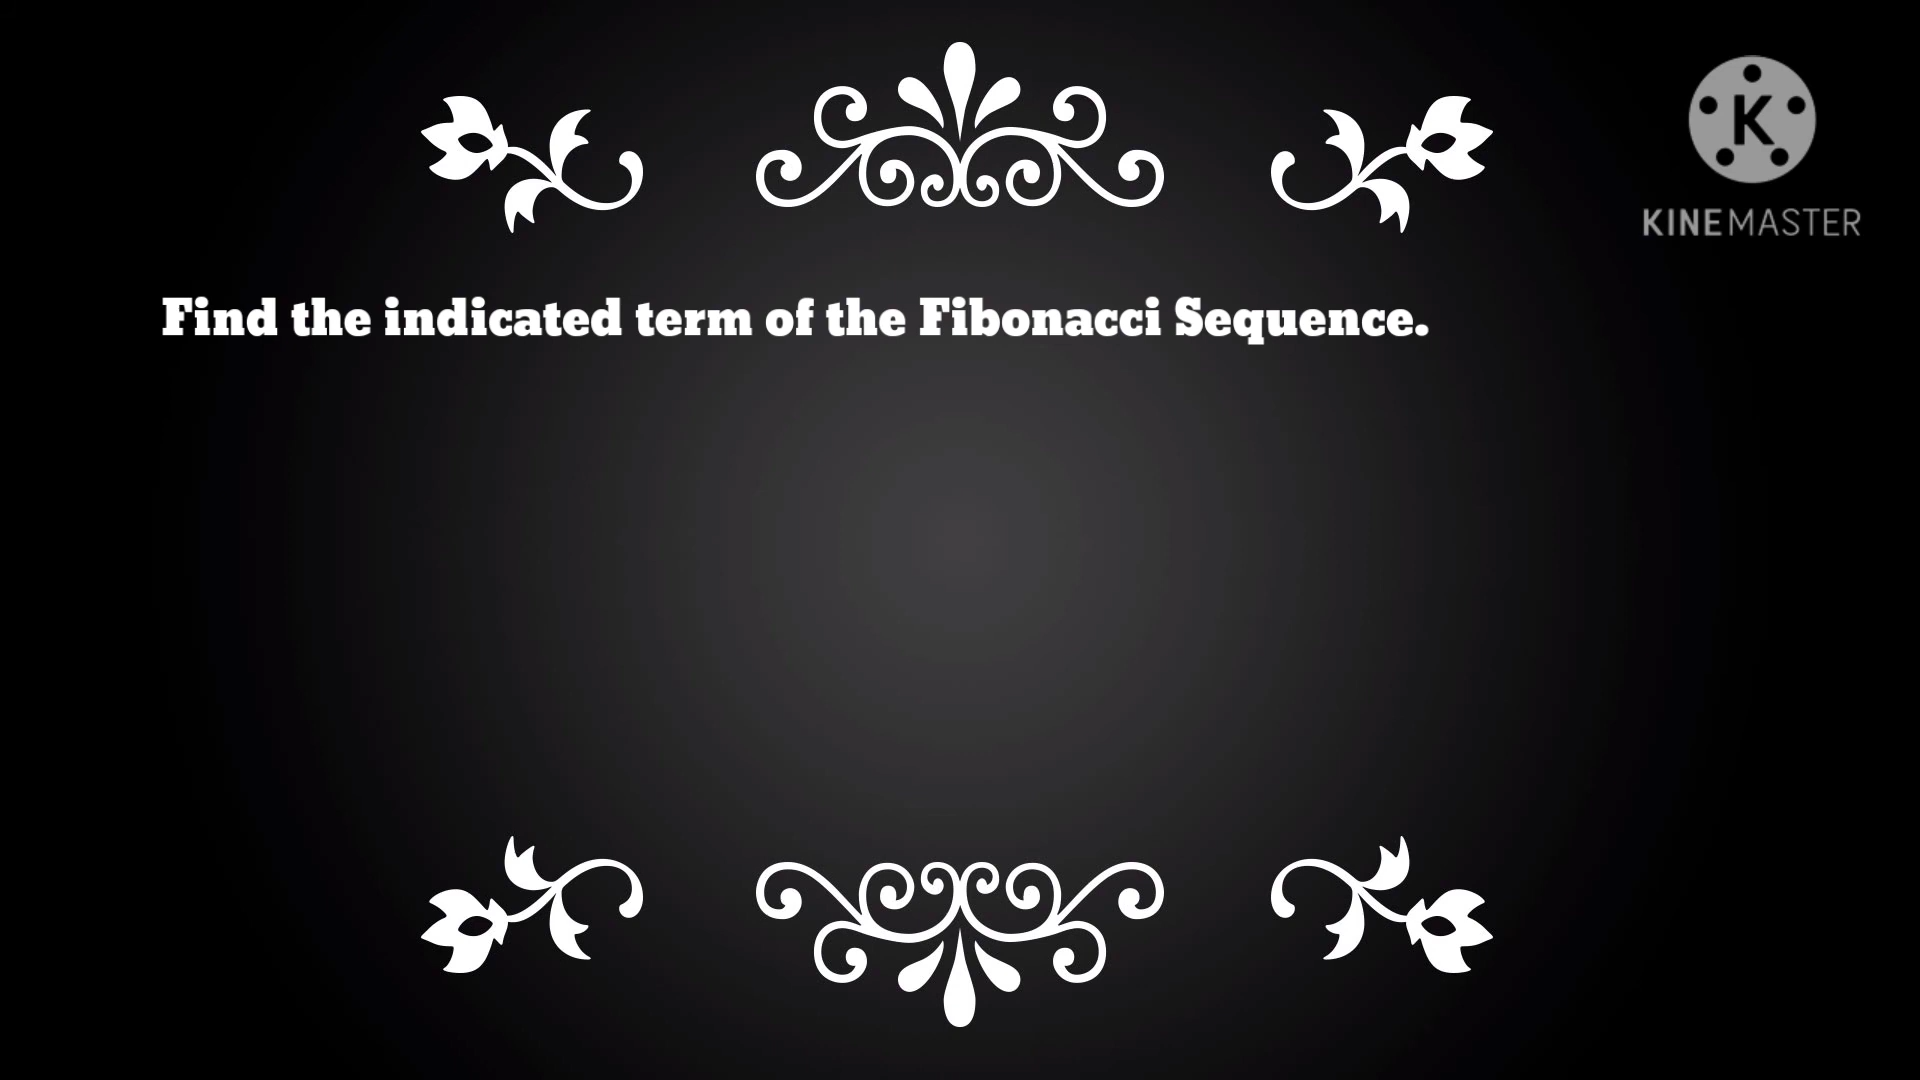 K
KINEMASTER
Find the indicated term of the Fibonacci Sequence.